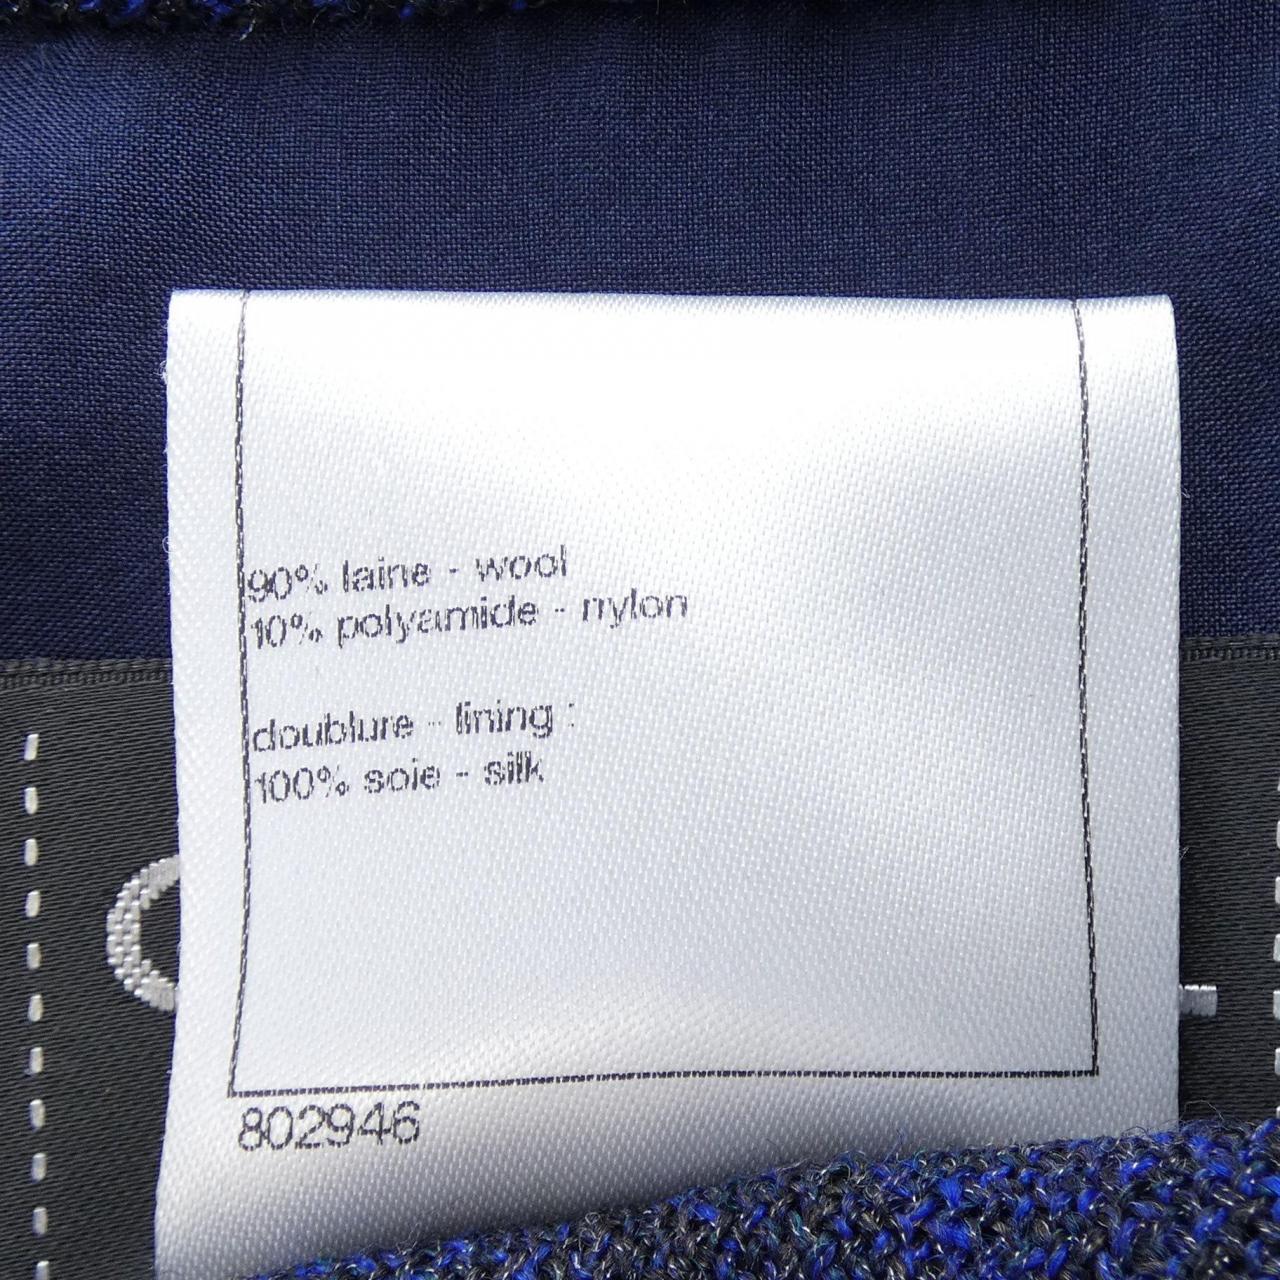 90% laine - wool
10% polyamide - nylon
doublure - lining :
100% soie - silk
802946